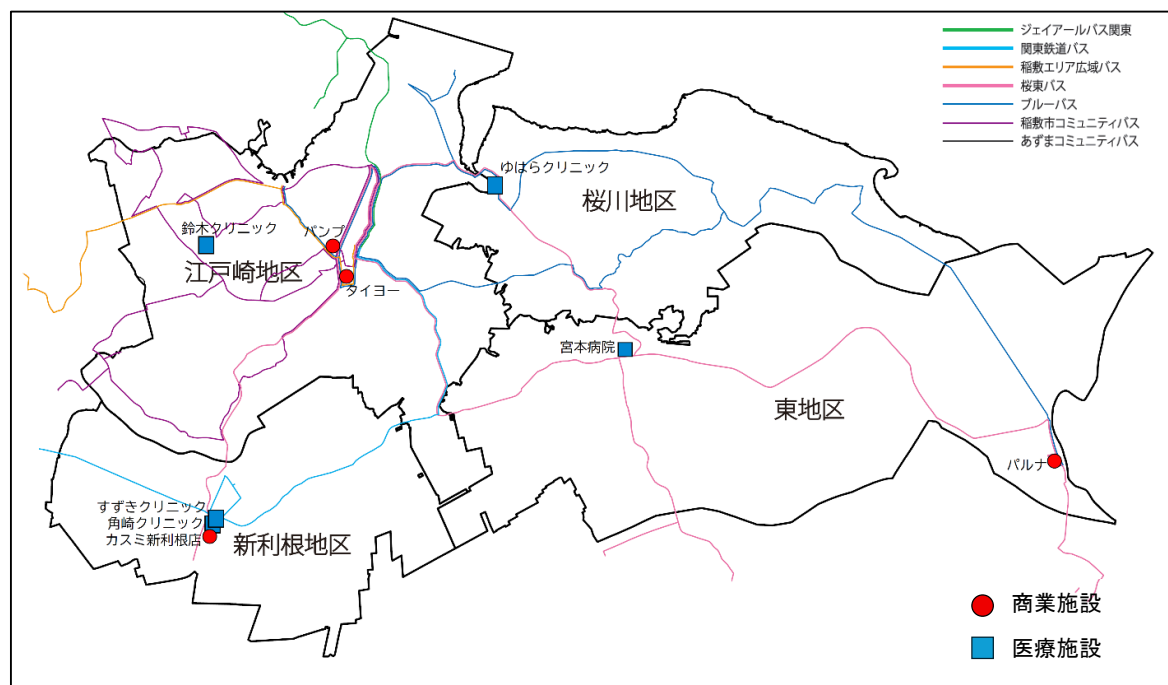 ジェイアールバス関東
関東鉄道バス
稲敷エリア広域バス
桜東バス
ブルーバス
稲敷市コミュニティバス
あずまコミュニティバス
ゆはらクリニック
桜川地区
鈴木クリニック
パンプ
江戸崎地区
タイヨー
宮本病院
東地区
パルナ
すずきクリニック
角崎クリニック
カスミ新利根店
新利根地区
商業施設
医療施設